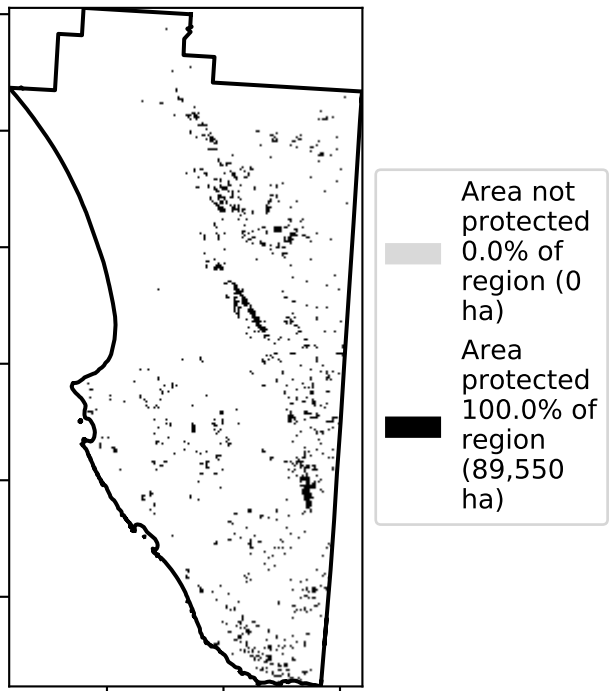 Area not
protected
0.0% of
region (0
ha)
Area
protected
100.0% of
region
(89,550
ha)